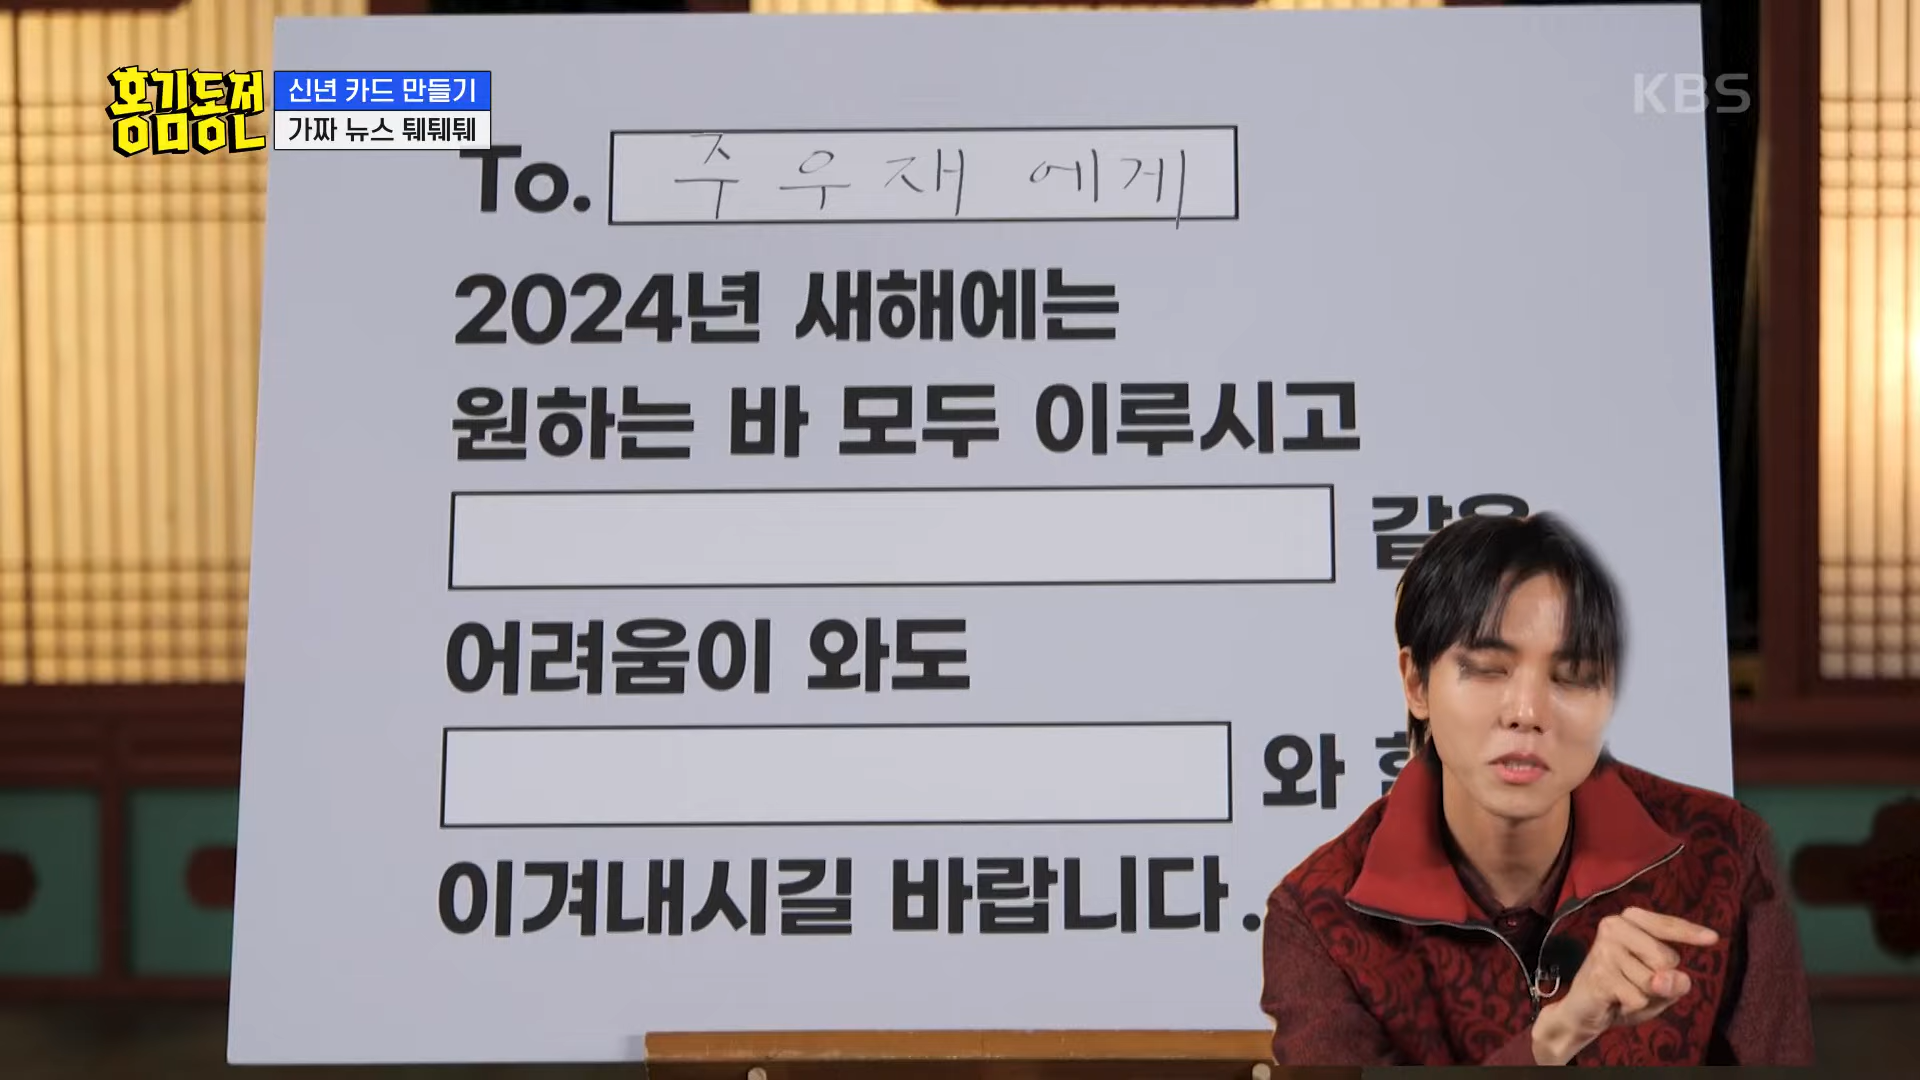 홍김동전
신년 카드 만들기
가짜 뉴스 퉤퉤퉤
KBS
To. 주우재 에게
2024년 새해에는
원하는 바 모두 이루시고
같은
어려움이 와도
와
이겨내시길 바랍니다.